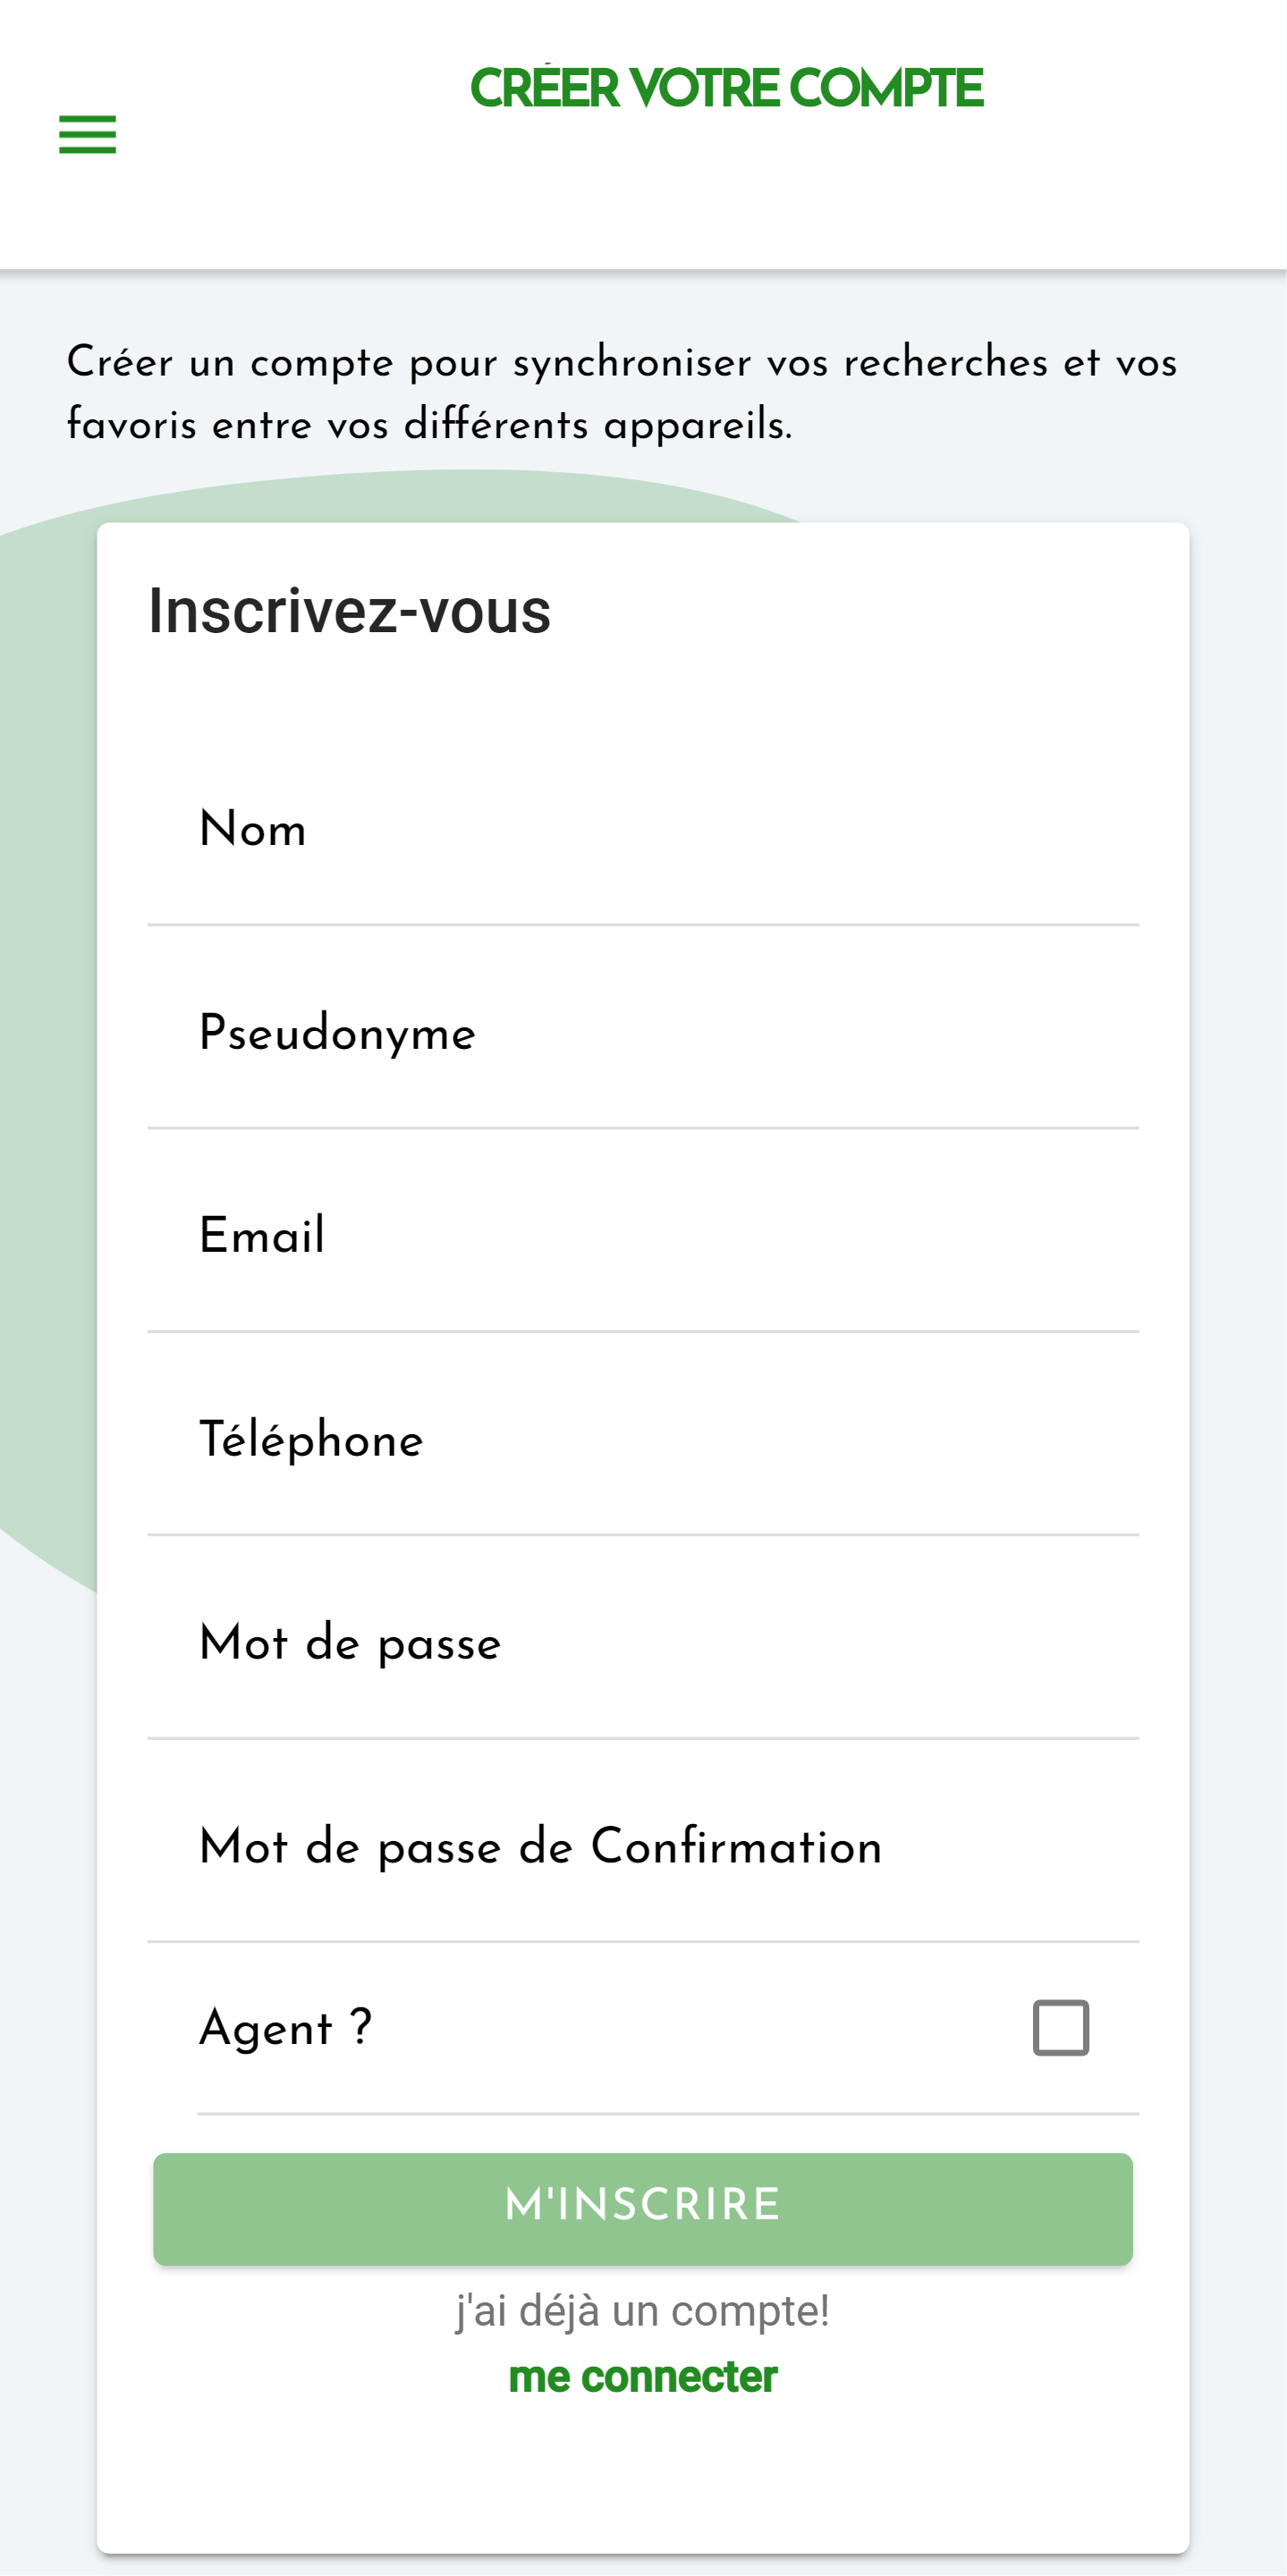 CRÉER VOTRE COMPTE
Créer un compte pour synchroniser vos recherches et vos
favoris entre vos différents appareils.
Inscrivez-vous
Nom
Pseudonyme
Email
Téléphone
Mot de passe
Mot de passe de Confirmation
Agent ?
M'INSCRIRE
j'ai déjà un compte!
me connecter